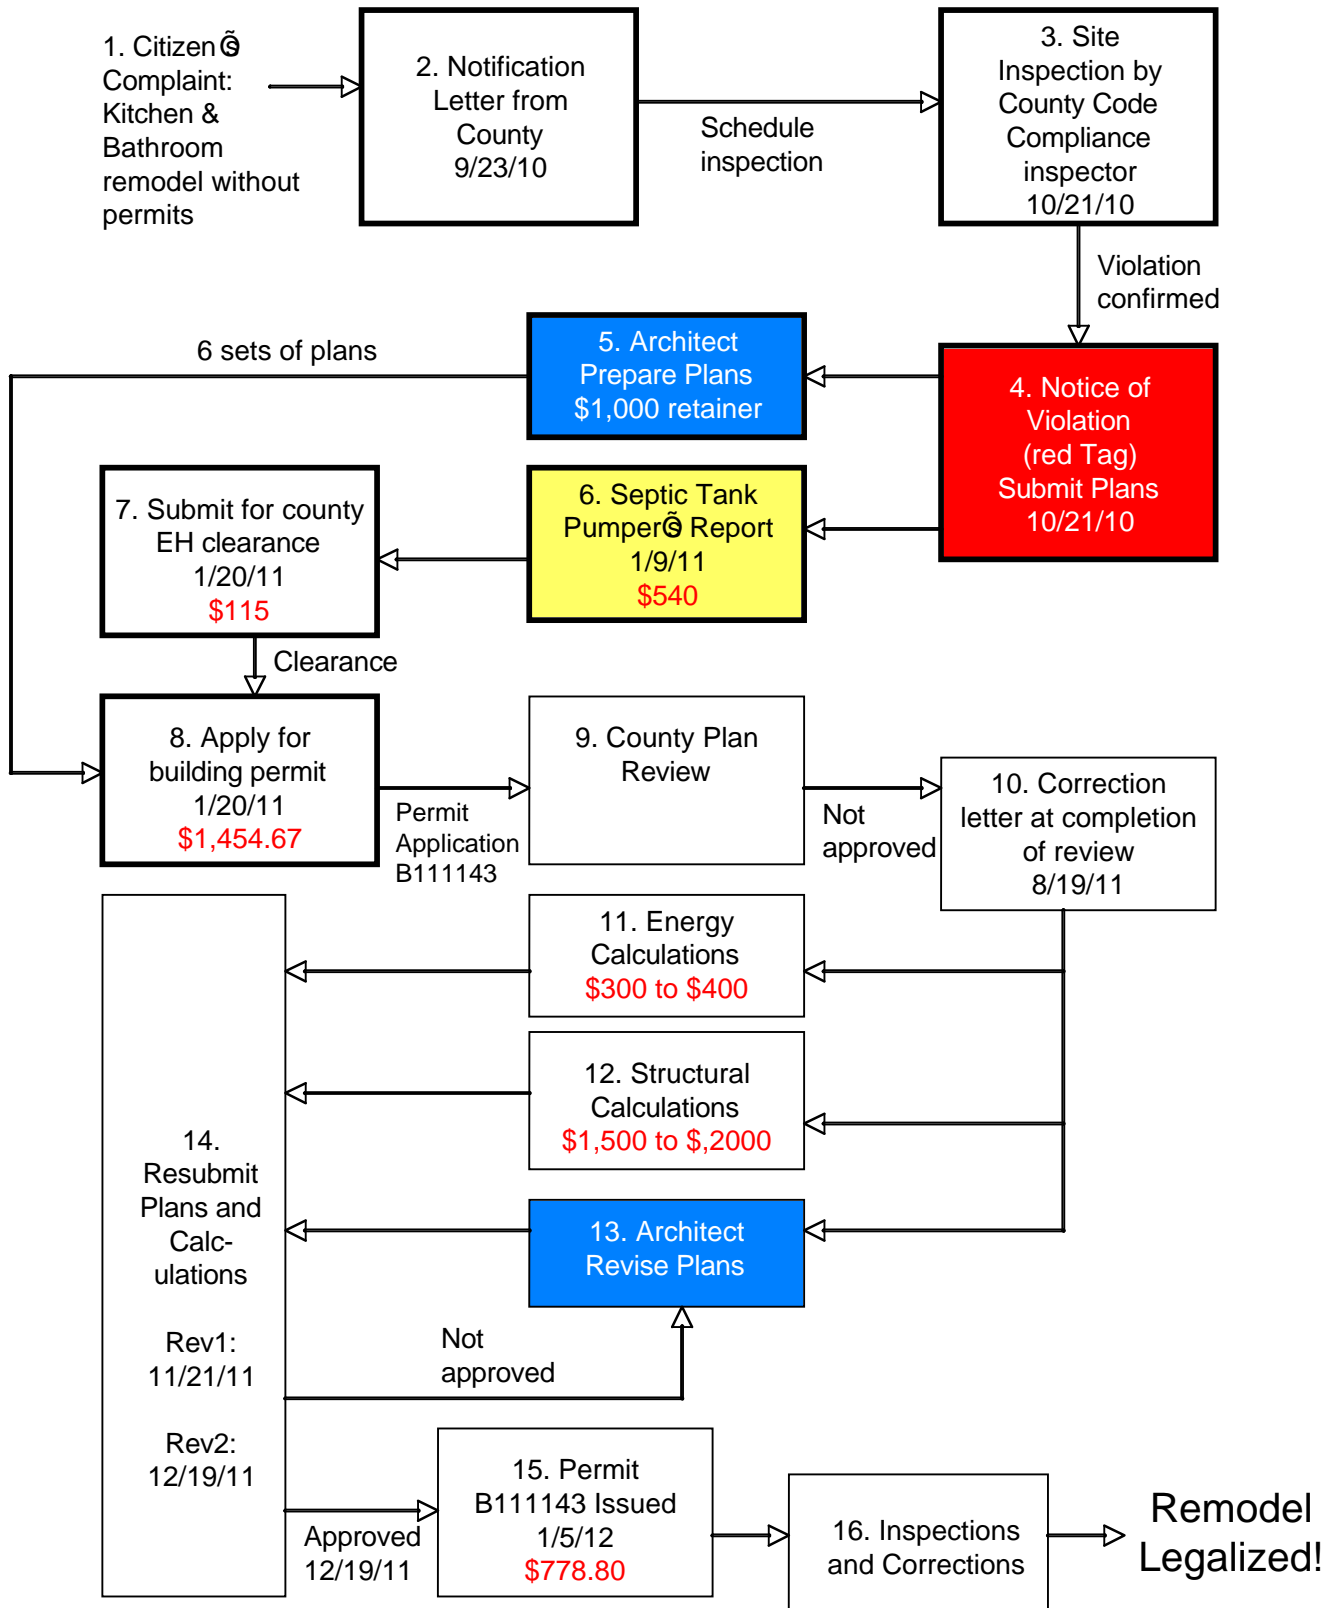 1. Citizen Õs
Complaint:
Kitchen &
Bathroom
remodel without
permits
2. Notification
Letter from
County
9/23/10
Schedule
inspection
3. Site
Inspection by
County Code
Compliance
inspector
10/21/10
Violation
confirmed
4. Notice of
Violation
(red Tag)
Submit Plans
10/21/10
5. Architect
Prepare Plans
$1,000 retainer
6 sets of plans
6. Septic Tank
PumperÕs Report
1/9/11
$540
7. Submit for county
EH clearance
1/20/11
$115
Clearance
8. Apply for
building permit
1/20/11
$1,454.67
Permit
Application
B111143
9. County Plan
Review
Not
approved
10. Correction
letter at completion
of review
8/19/11
11. Energy
Calculations
$300 to $400
12. Structural
Calculations
$1,500 to $,2000
13. Architect
Revise Plans
14.
Resubmit
Plans and
Calc-
ulations
Rev1:
11/21/11
Rev2:
12/19/11
Not
approved
Approved
12/19/11
15. Permit
B111143 Issued
1/5/12
$778.80
16. Inspections
and Corrections
Remodel
Legalized!